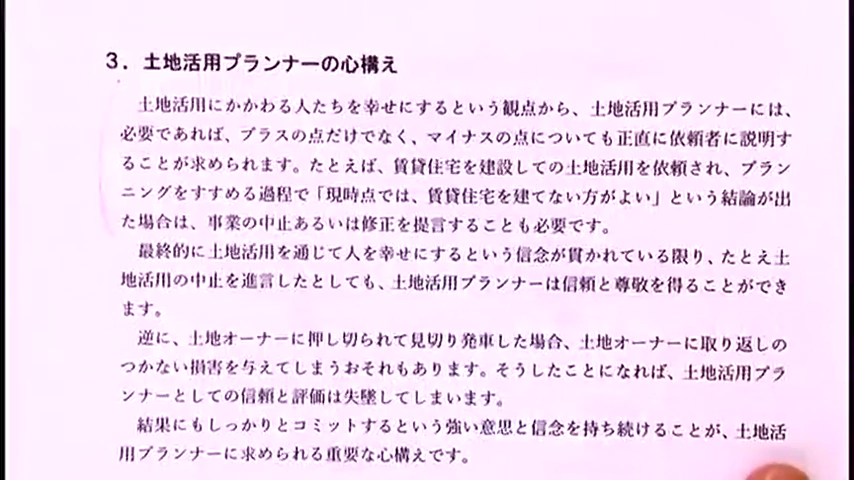 3．土地活用プランナーの心構え
土地活用にかかわる人たちを幸せにするという観点から、土地活用プランナーには、
必要であれば、プラスの点だけでなく、マイナスの点についても正直に依頼者に説明す
ることが求められます。たとえば、賃貸住宅を建設しての土地活用を依頼され、プラン
ニングをすすめる過程で「現時点では、賃貸住宅を建てない方がよい」という結論が出
た場合は、事業の中止あるいは修正を提言することも必要です。
最終的に土地活用を通じて人を幸せにするという信念が貫かれている限り、たとえ土
地活用の中止を進言したとしても、土地活用プランナーは信頼と尊敬を得ることができ
ます。
逆に、土地オーナーに押し切られて見切り発車した場合、土地オーナーに取り返しの
つかない損害を与えてしまうおそれもあります。そうしたことになれば、土地活用プラ
ンナーとしての信頼と評価は失墜してしまいます。
結果にもしっかりとコミットするという強い意思と信念を持ち続けることが、土地活
用プランナーに求められる重要な心構えです。